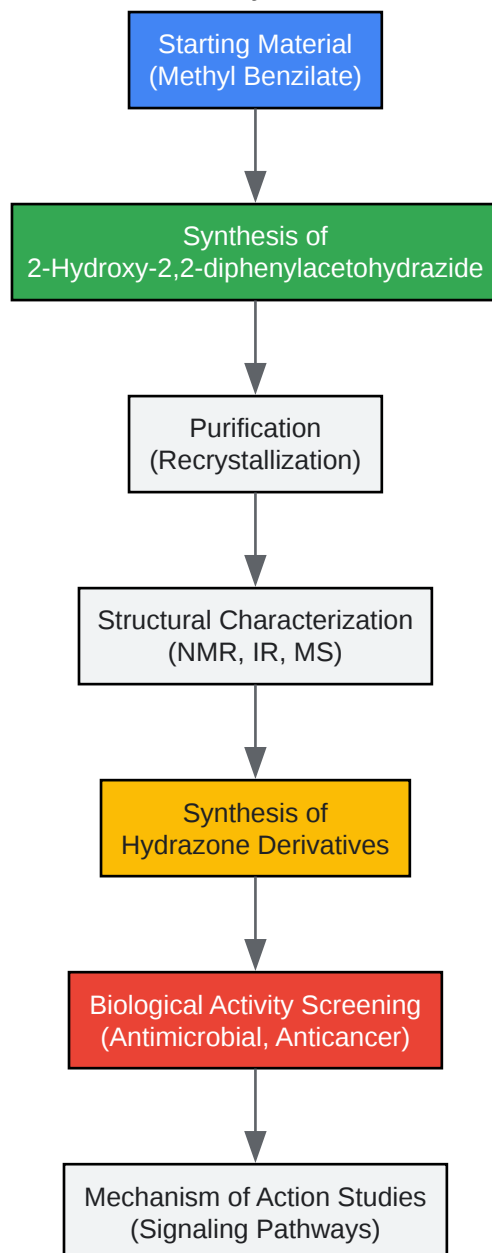 Starting Material
(Methyl Benzilate)
Synthesis of
2-Hydroxy-2,2-diphenylacetohydrazide
Purification
(Recrystallization)
Structural Characterization
(NMR, IR, MS)
Synthesis of
Hydrazone Derivatives
Biological Activity Screening
(Antimicrobial, Anticancer)
Mechanism of Action Studies
(Signaling Pathways)